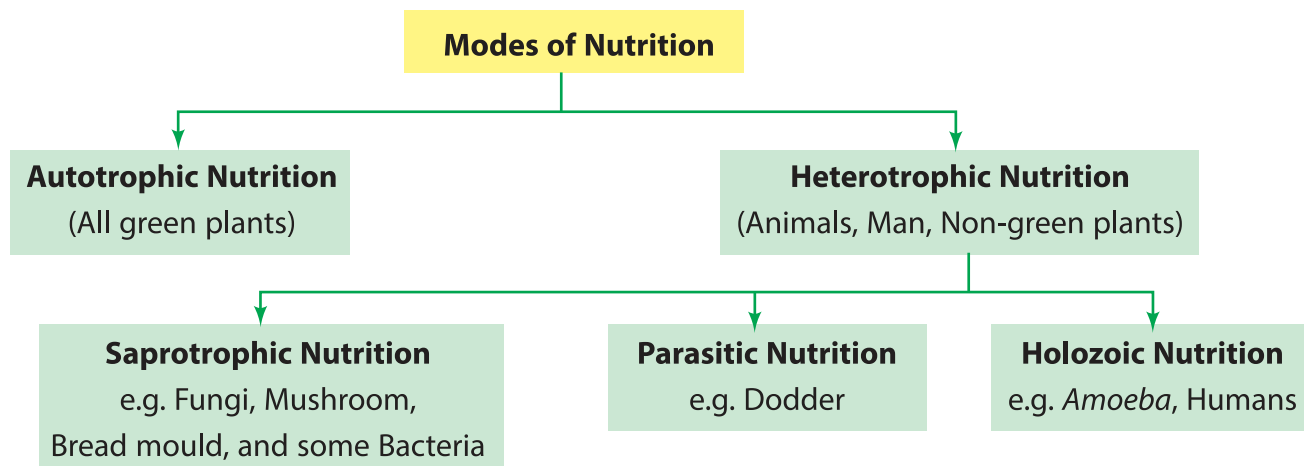 Modes of Nutrition
Autotrophic Nutrition
(All green plants)
Heterotrophic Nutrition
(Animals, Man, Non-green plants)
Saprotrophic Nutrition
e.g. Fungi, Mushroom,
Bread mould, and some Bacteria
Parasitic Nutrition
e.g. Dodder
Holozoic Nutrition
e.g. Amoeba, Humans